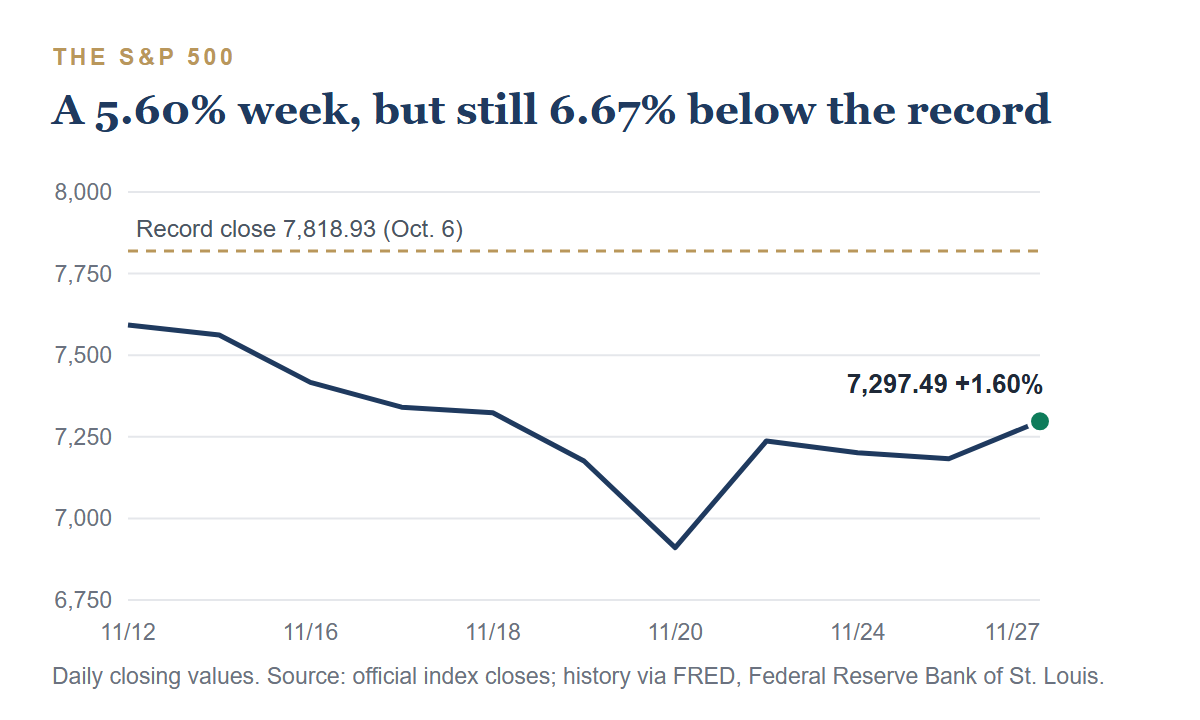 THE S&P 500
A 5.60% week, but still 6.67% below the record
8,000
Record close 7,818.93 (Oct. 6)
7,750
7,500
7,297.49 +1.60%
7,250
7,000
6,750
11/12 11/16 11/18 11/20 11/24 11/27
Daily closing values. Source: official index closes; history via FRED, Federal Reserve Bank of St. Louis.